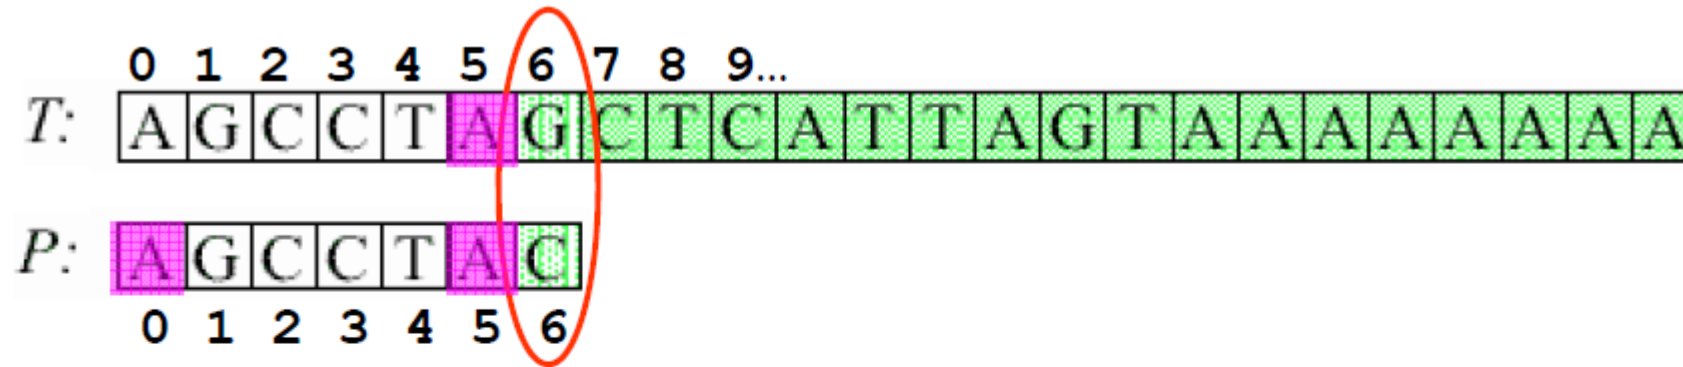 0 1 2 3 4 5 6 7 8 9...
T: A G C C T A G C T C A T T A G T A A A A A A A A
P: A G C C T A C
0 1 2 3 4 5 6